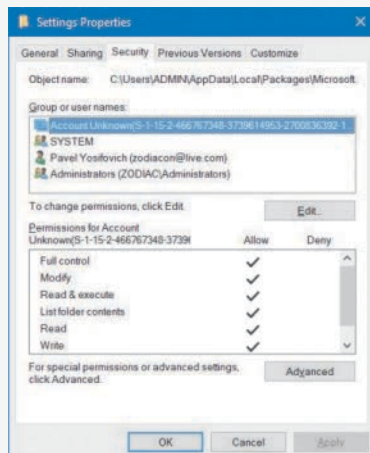 Settings Properties
General Sharing Security Previous Versions Customize
Object name: C:\Users\ADMIN\AppData\Local\Packages\Microsoft.
Group or user names:
Account Unknown(S-1-15-2-466767348-3739614953-2700836392-1
SYSTEM
Pavel Yosifovich (zodiacon@live.com)
Administrators (ZODIAC\Administrators)
To change permissions, click Edit.
Edit...
Permissions for Account
Unknown(S-1-15-2-466767348-3739
Allow Deny
Full control
Modify
Read & execute
List folder contents
Read
Write
For special permissions or advanced settings,
click Advanced.
Advanced
OK Cancel Apply